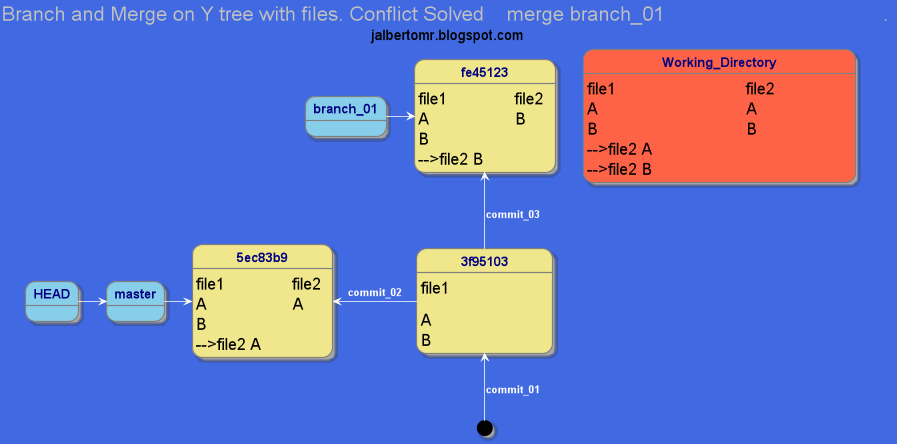 Branch and Merge on Y tree with files. Conflict Solved merge branch_01 .
jalbertomr.blogspot.com
fe45123
file1 file2
A B
B
-->file2 B
branch_01
Working_Directory
file1 file2
A A
B B
-->file2 A
-->file2 B
commit_03
5ec83b9
file1 file2
A A
B
-->file2 A
3f95103
file1
A
B
HEAD
master
commit_02
commit_01